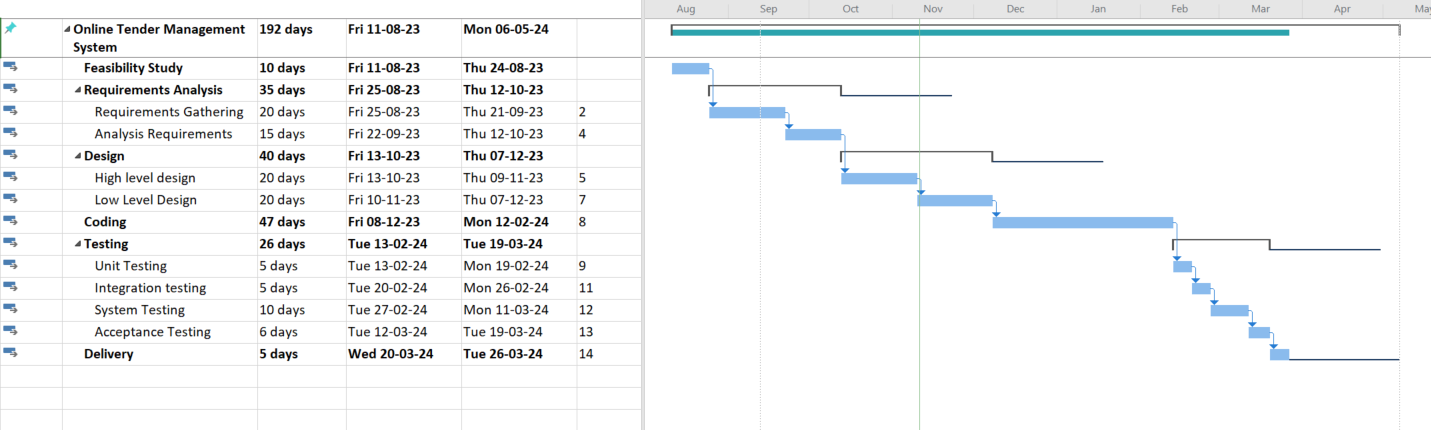 Aug Sep Oct Nov Dec Jan Feb Mar Apr May
Online Tender Management 192 days Fri 11-08-23 Mon 06-05-24
System
Feasibility Study 10 days Fri 11-08-23 Thu 24-08-23
Requirements Analysis 35 days Fri 25-08-23 Thu 12-10-23
Requirements Gathering 20 days Fri 25-08-23 Thu 21-09-23 2
Analysis Requirements 15 days Fri 22-09-23 Thu 12-10-23 4
Design 40 days Fri 13-10-23 Thu 07-12-23
High level design 20 days Fri 13-10-23 Thu 09-11-23 5
Low Level Design 20 days Fri 10-11-23 Thu 07-12-23 7
Coding 47 days Fri 08-12-23 Mon 12-02-24 8
Testing 26 days Tue 13-02-24 Tue 19-03-24
Unit Testing 5 days Tue 13-02-24 Mon 19-02-24 9
Integration testing 5 days Tue 20-02-24 Mon 26-02-24 11
System Testing 10 days Tue 27-02-24 Mon 11-03-24 12
Acceptance Testing 6 days Tue 12-03-24 Tue 19-03-24 13
Delivery 5 days Wed 20-03-24 Tue 26-03-24 14